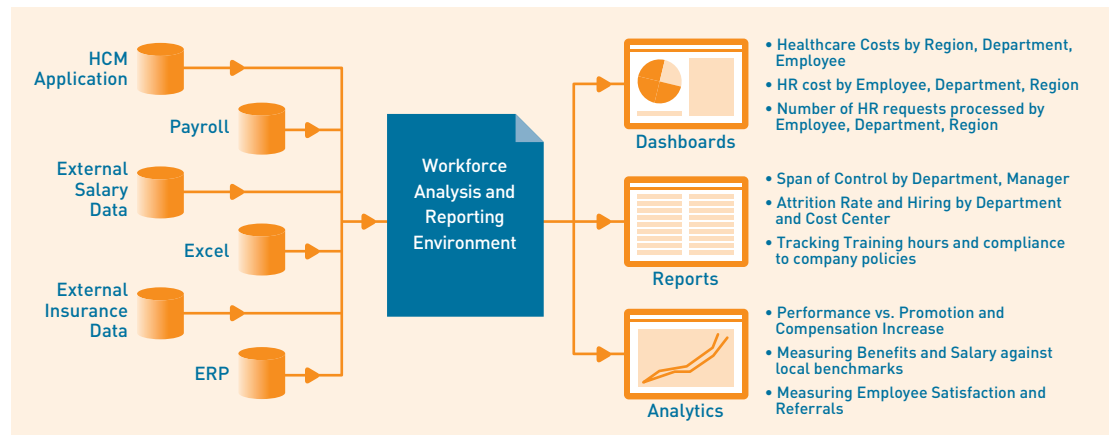 HCM
Application
Payroll
External
Salary
Data
Excel
External
Insurance
Data
ERP
Workforce
Analysis and
Reporting
Environment
Dashboards
• Healthcare Costs by Region, Department,
Employee
• HR cost by Employee, Department, Region
• Number of HR requests processed by
Employee, Department, Region
Reports
• Span of Control by Department, Manager
• Attrition Rate and Hiring by Department
and Cost Center
• Tracking Training hours and compliance
to company policies
Analytics
• Performance vs. Promotion and
Compensation Increase
• Measuring Benefits and Salary against
local benchmarks
• Measuring Employee Satisfaction and
Referrals